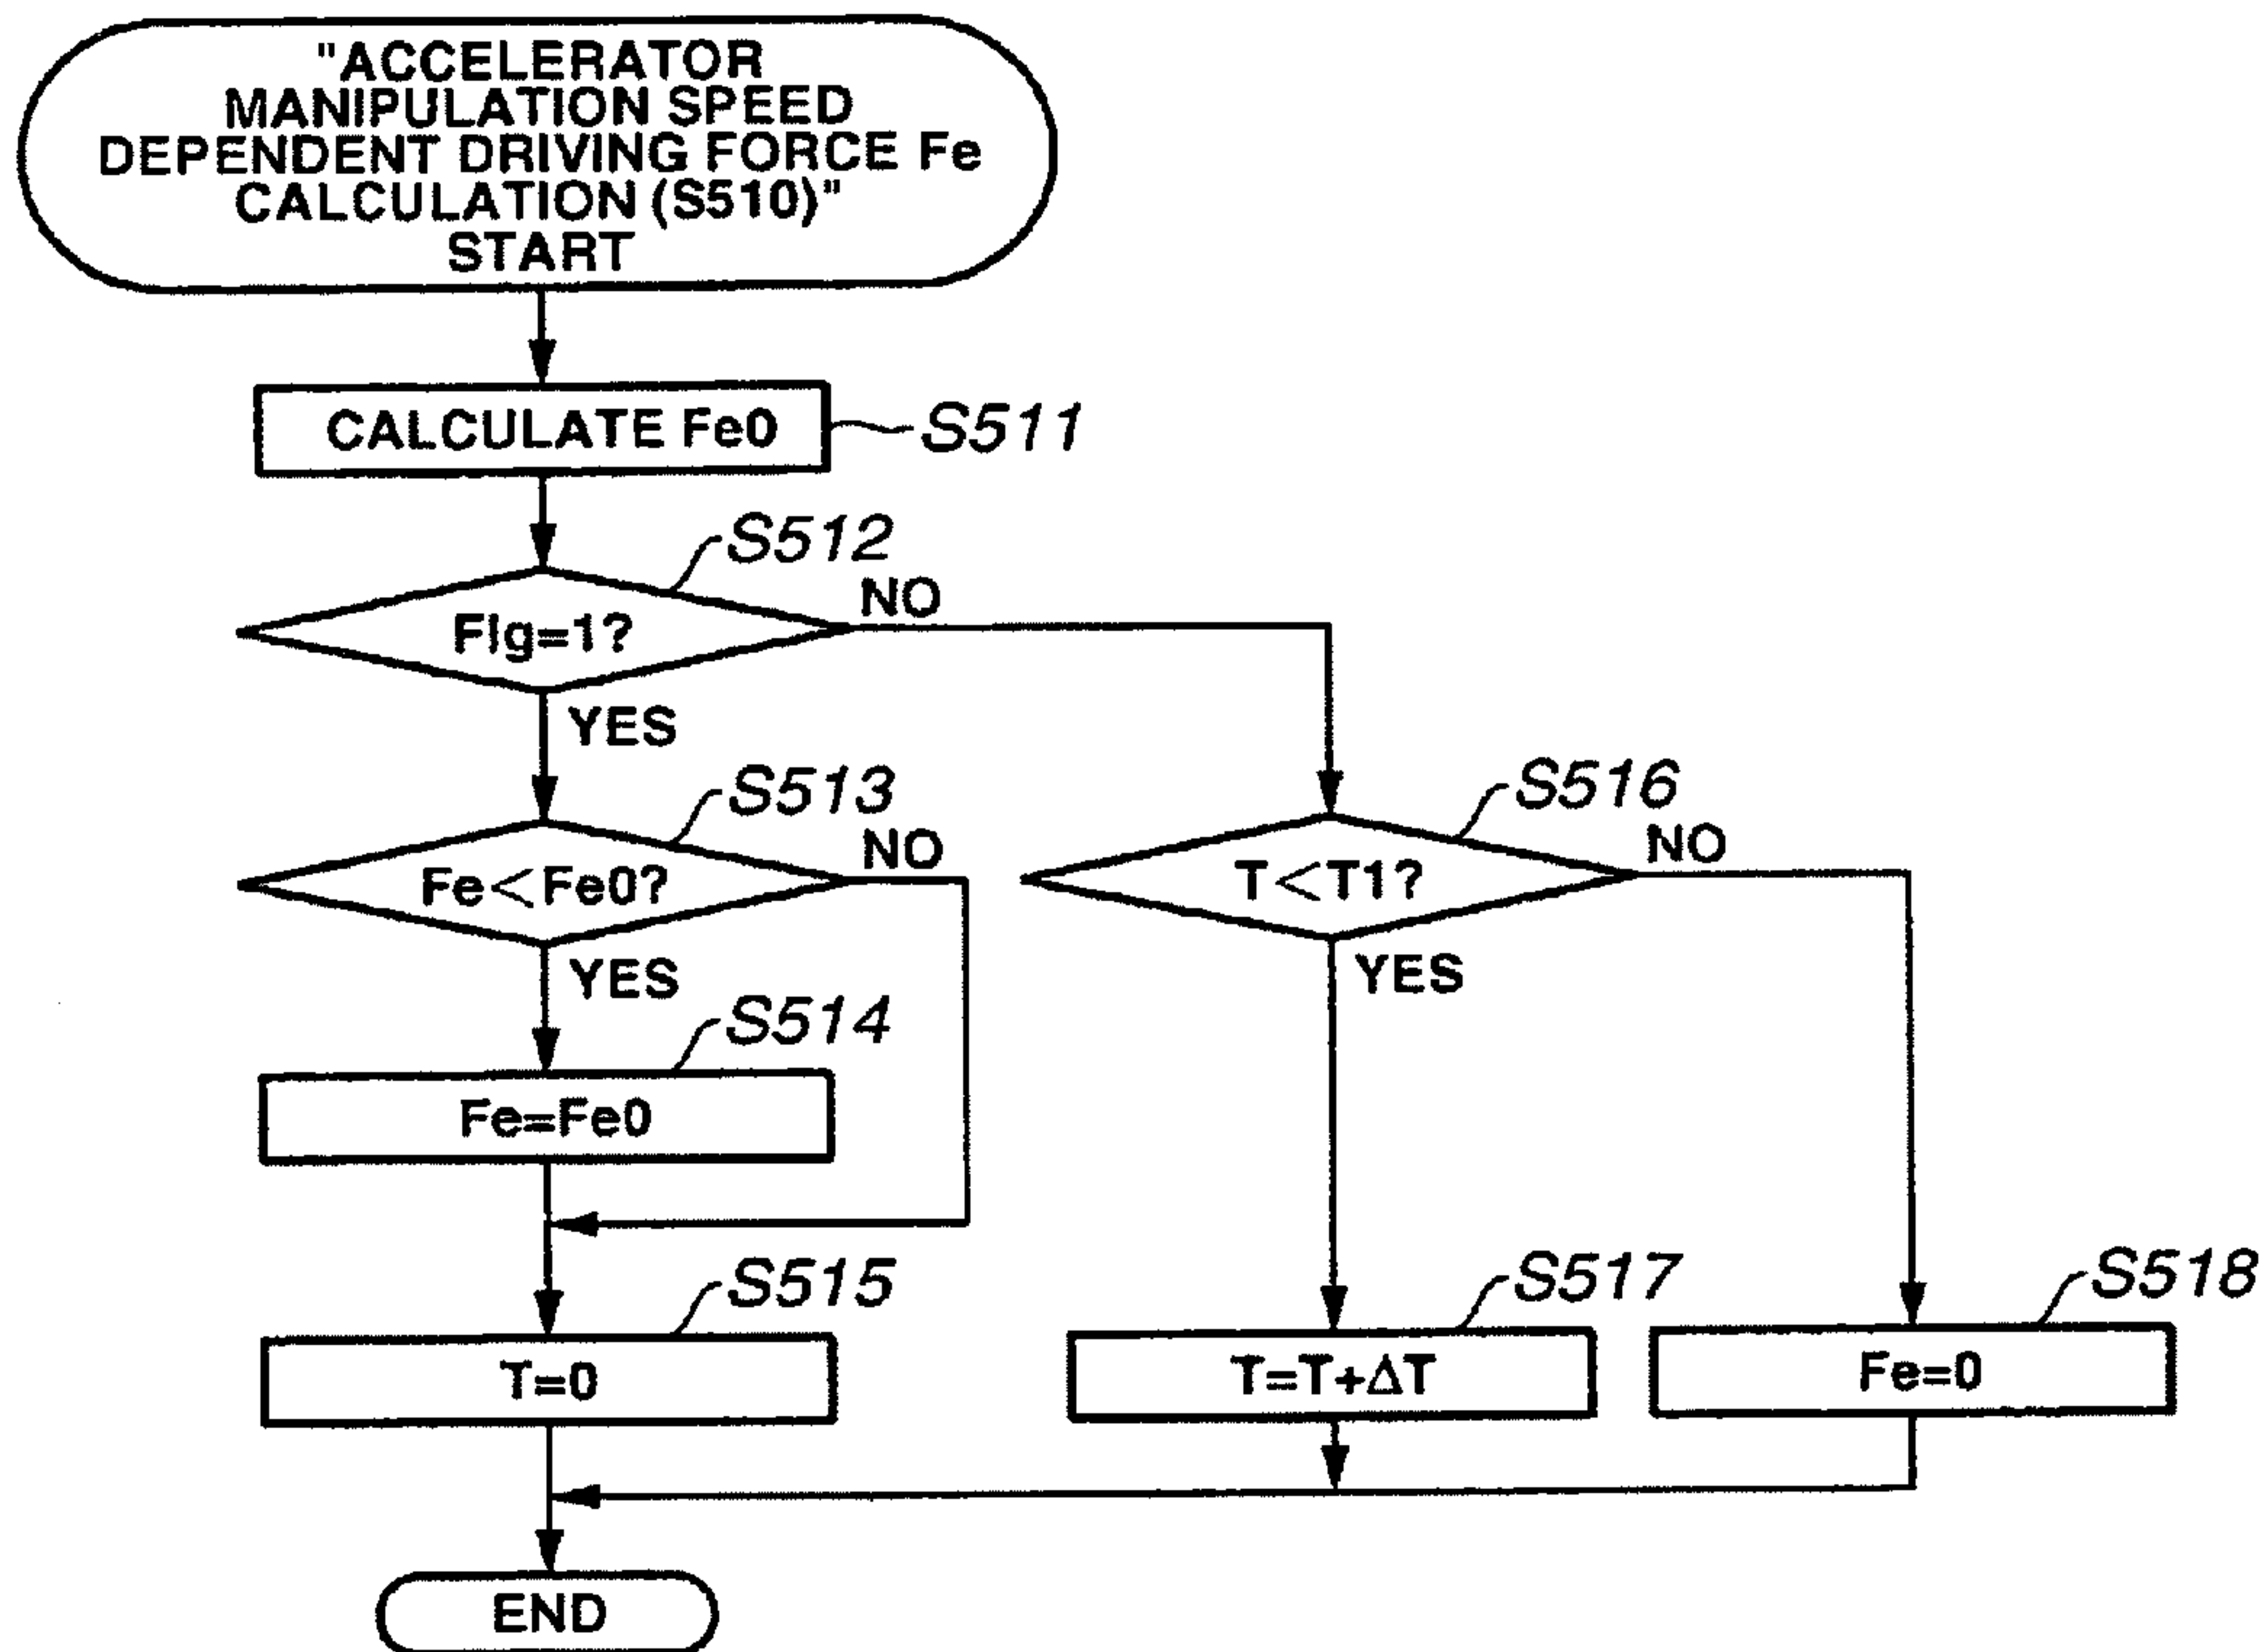 "ACCELERATOR
MANIPULATION SPEED
DEPENDENT DRIVING FORCE Fe
CALCULATION (S510)"
START
CALCULATE Fe0
S511
S512
Flg=1?
NO
YES
S513
Fe<Fe0?
NO
YES
S516
T<T1?
NO
YES
S514
Fe=Fe0
S515
T=0
S517
T=T+ΔT
S518
Fe=0
END